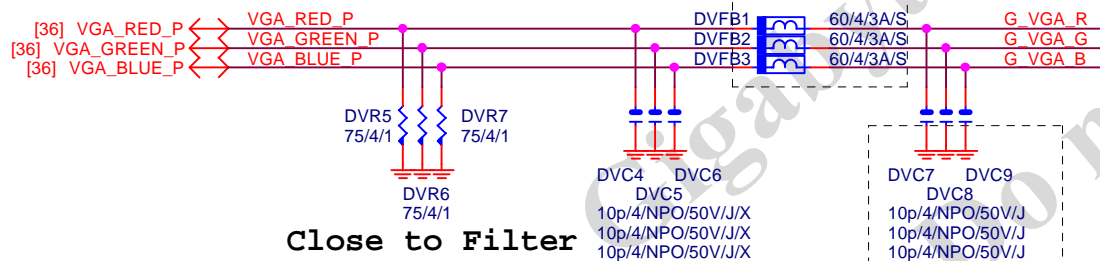 [36] VGA_RED_P VGA_RED_P DVFB1 60/4/3A/S G_VGA_R
[36] VGA_GREEN_P VGA_GREEN_P DVFB2 60/4/3A/S G_VGA_G
[36] VGA_BLUE_P VGA_BLUE_P DVFB3 60/4/3A/S G_VGA_B
DVR5 DVR7
75/4/1 75/4/1
DVC4 DVC6 DVC7 DVC9
DVR6 DVC5 DVC8
75/4/1 10p/4/NPO/50V/J/X 10p/4/NPO/50V/J
10p/4/NPO/50V/J/X 10p/4/NPO/50V/J
Close to Filter 10p/4/NPO/50V/J/X 10p/4/NPO/50V/J